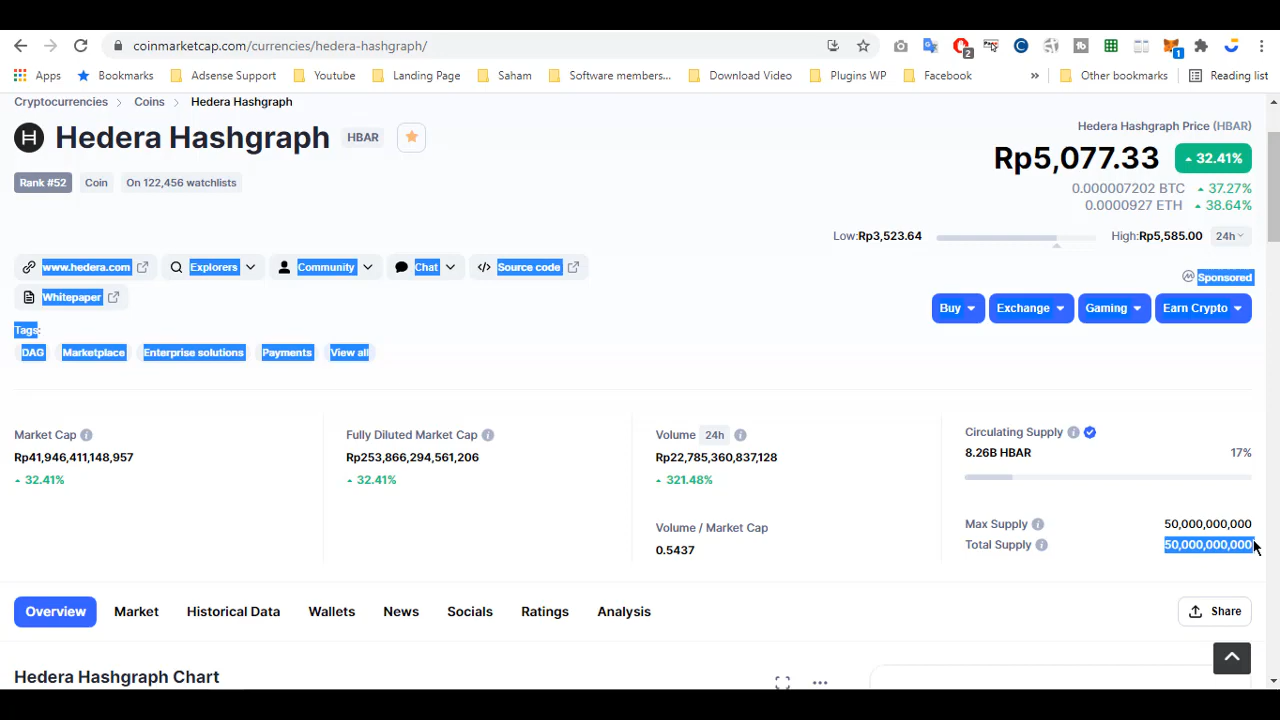 coinmarketcap.com/currencies/hedera-hashgraph/
2
1
Apps Bookmarks Adsense Support Youtube Landing Page Saham Software members... Download Video Plugins WP Facebook » Other bookmarks Reading list
Cryptocurrencies > Coins > Hedera Hashgraph
Hedera Hashgraph HBAR
Hedera Hashgraph Price (HBAR)
Rp5,077.33 32.41%
Rank #52 Coin On 122,456 watchlists
0.000007202 BTC 37.27%
0.0000927 ETH 38.64%
Low:Rp3,523.64 High:Rp5,585.00 24h
www.hedera.com Explorers Community Chat Source code
Sponsored
Whitepaper
Buy Exchange Gaming Earn Crypto
Tags:
DAG Marketplace Enterprise solutions Payments View all
Market Cap Fully Diluted Market Cap Volume 24h Circulating Supply
Rp41,946,411,148,957 Rp253,866,294,561,206 Rp22,785,360,837,128 8.26B HBAR 17%
32.41% 32.41% 321.48%
Volume / Market Cap
0.5437
Max Supply 50,000,000,000
Total Supply 50,000,000,000
Overview Market Historical Data Wallets News Socials Ratings Analysis Share
Hedera Hashgraph Chart